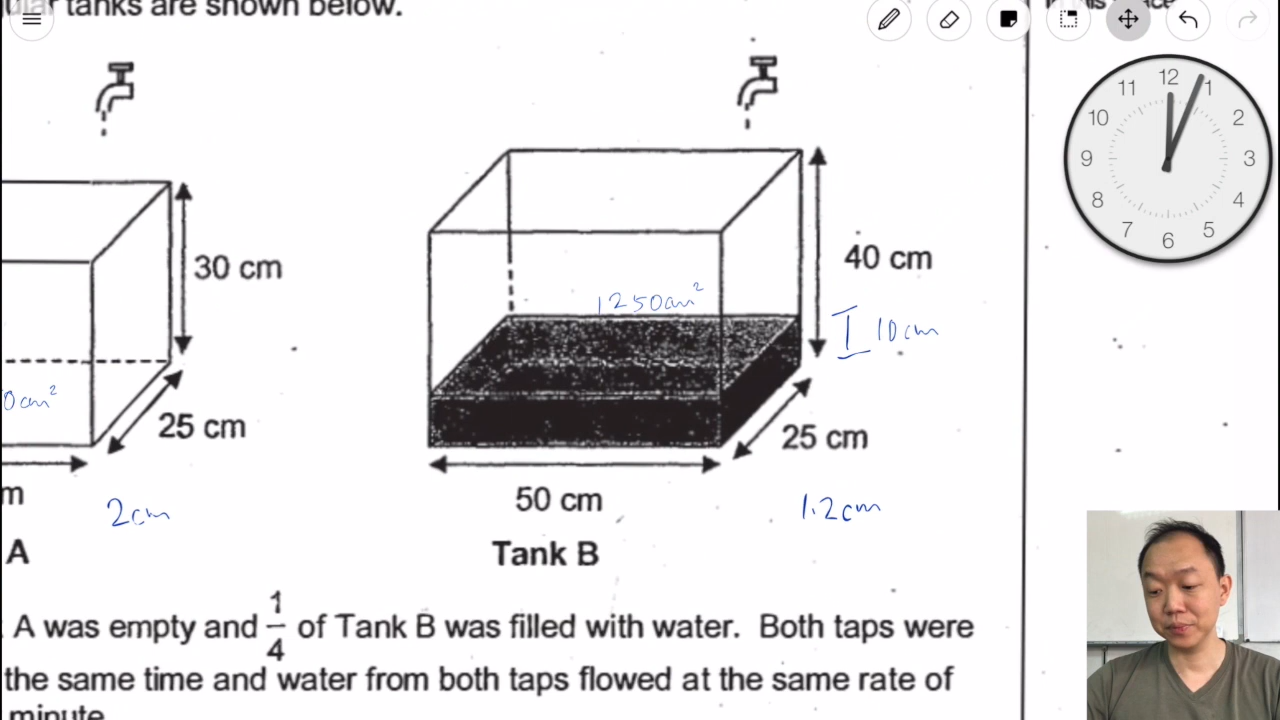 ular tanks are shown below.
30 cm
0cm²
25 cm
m
2cm
A
40 cm
1250cm²
10cm
25 cm
50 cm
1.2cm
Tank B
A was empty and 1/4 of Tank B was filled with water. Both taps were
the same time and water from both taps flowed at the same rate of
minute
12
1
2
3
4
5
6
7
8
9
10
11